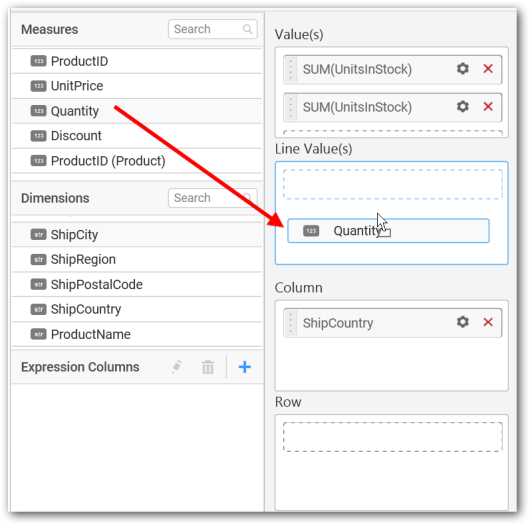 Measures
Search
123 ProductID
123 UnitPrice
123 Quantity
123 Discount
123 ProductID (Product)
Dimensions
Search
str ShipCity
str ShipRegion
str ShipPostalCode
str ShipCountry
str ProductName
Expression Columns
Value(s)
SUM(UnitsInStock)
SUM(UnitsInStock)
Line Value(s)
123 Quantity
Column
ShipCountry
Row